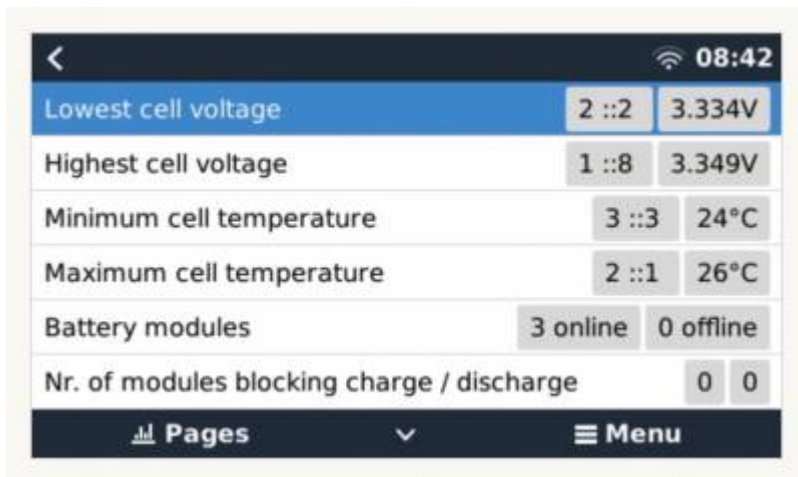 08:42
Lowest cell voltage 2 ::2 3.334V
Highest cell voltage 1 ::8 3.349V
Minimum cell temperature 3 ::3 24°C
Maximum cell temperature 2 ::1 26°C
Battery modules 3 online 0 offline
Nr. of modules blocking charge / discharge 0 0
Pages Menu